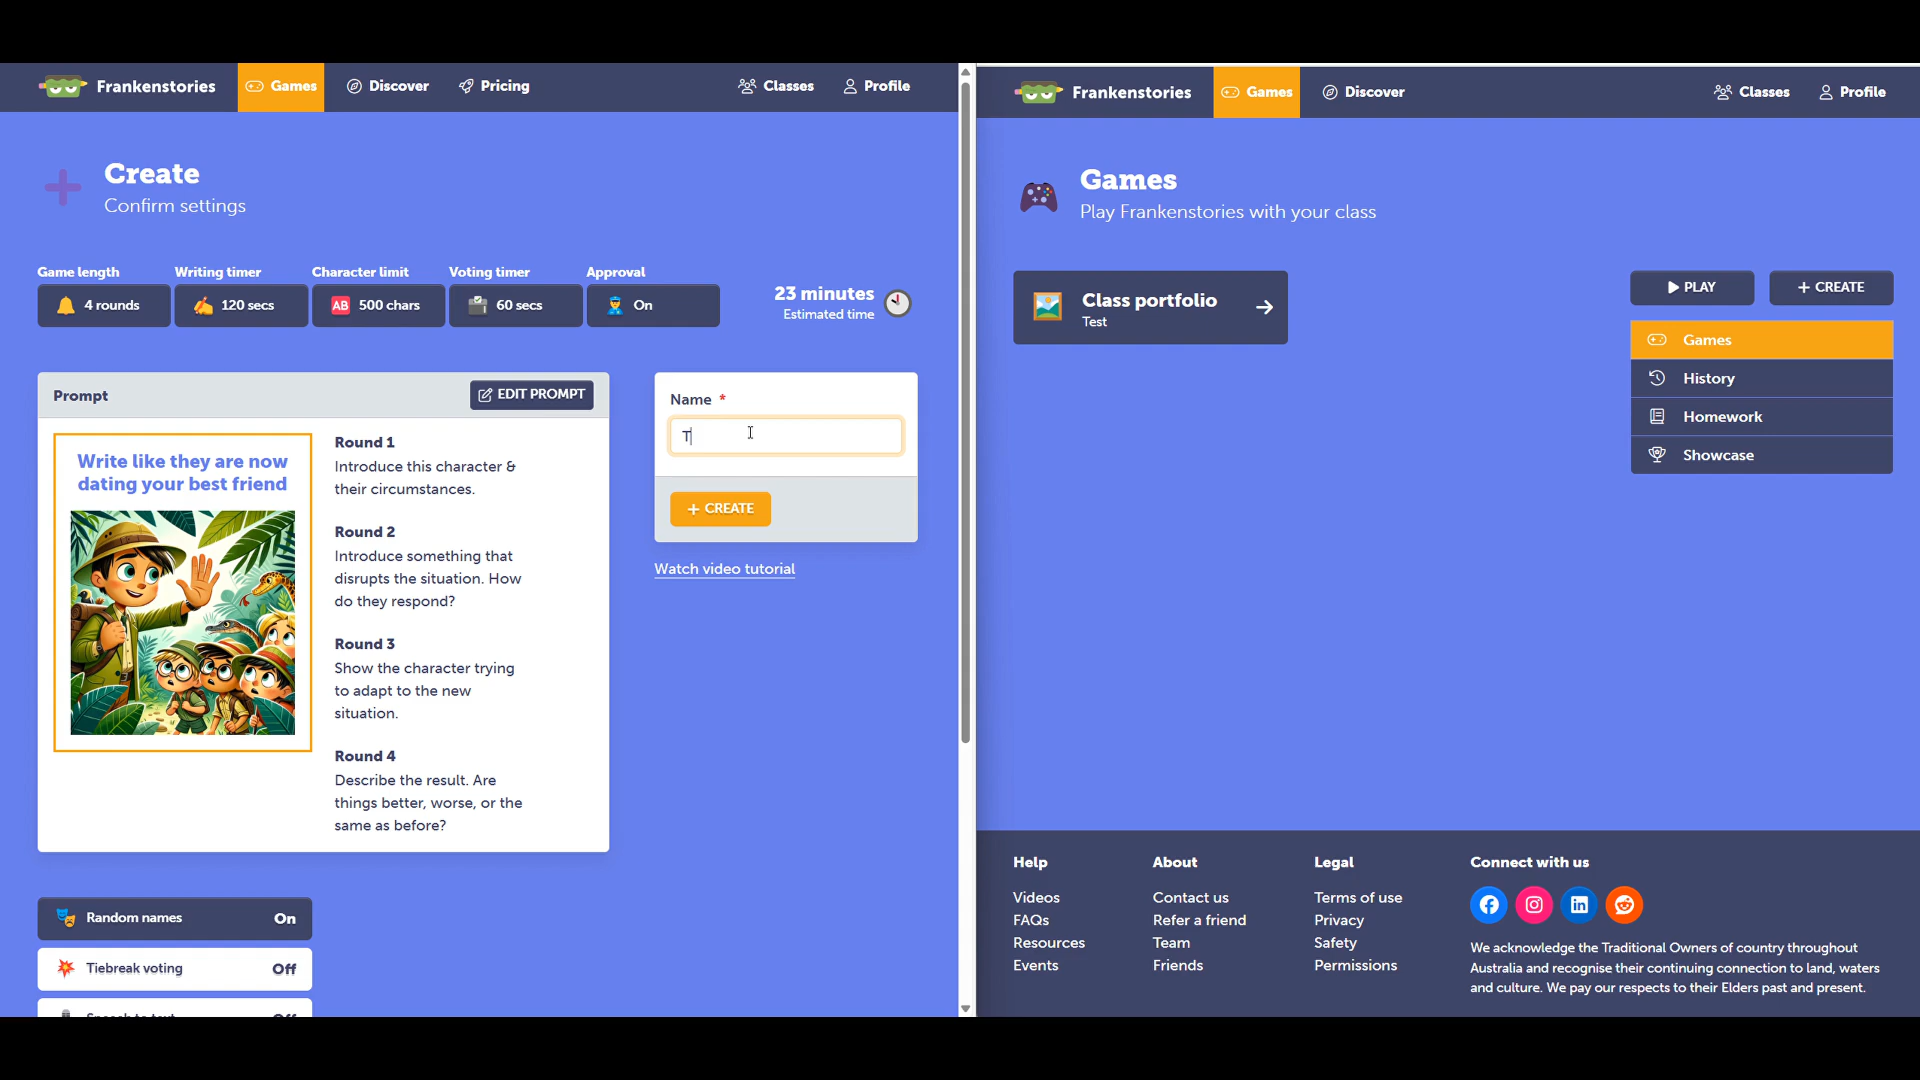 Frankenstories
Games
Discover
Pricing
Classes
Profile
Create
Confirm settings
Game length
Writing timer
Character limit
Voting timer
Approval
4 rounds
120 secs
AB
500 chars
60 secs
On
23 minutes
Estimated time
Prompt
EDIT PROMPT
Write like they are now
dating your best friend
Round 1
Introduce this character &
their circumstances.
Round 2
Introduce something that
disrupts the situation. How
do they respond?
Round 3
Show the character trying
to adapt to the new
situation.
Round 4
Describe the result. Are
things better, worse, or the
same as before?
Name *
T
+ CREATE
Watch video tutorial
Random names On
Tiebreak voting Off
Speech to text Off
Frankenstories
Games
Discover
Classes
Profile
Games
Play Frankenstories with your class
Class portfolio
Test
PLAY
+ CREATE
Games
History
Homework
Showcase
Help
Videos
FAQs
Resources
Events
About
Contact us
Refer a friend
Team
Friends
Legal
Terms of use
Privacy
Safety
Permissions
Connect with us
We acknowledge the Traditional Owners of country throughout
Australia and recognise their continuing connection to land, waters
and culture. We pay our respects to their Elders past and present.